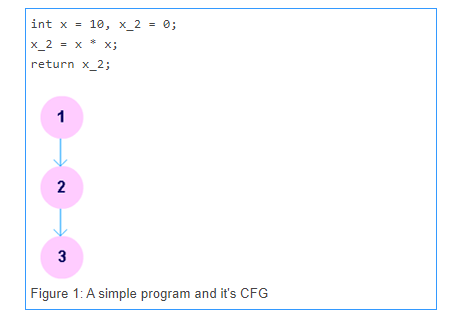 int x = 10, x_2 = 0;
x_2 = x * x;
return x_2;
1
2
3
Figure 1: A simple program and it's CFG